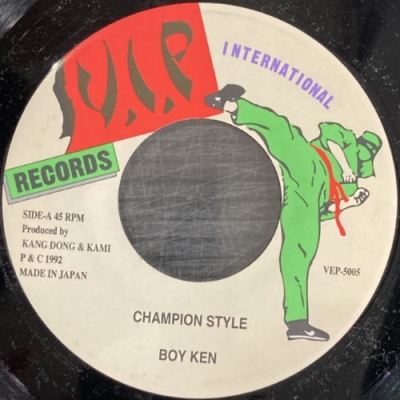 V.I.P
INTERNATIONAL
RECORDS
SIDE-A 45 RPM
Produced by
KANG DONG & KAMI
P & C 1992
MADE IN JAPAN
VEP-5005
CHAMPION STYLE
BOY KEN